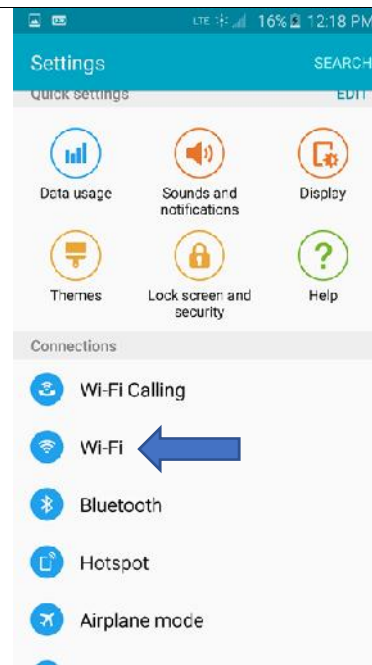 LTE 16% 12:18 PM
Settings SEARCH
Quick settings EDIT
Data usage Sounds and notifications Display
Themes Lock screen and security Help
Connections
Wi-Fi Calling
Wi-Fi
Bluetooth
Hotspot
Airplane mode